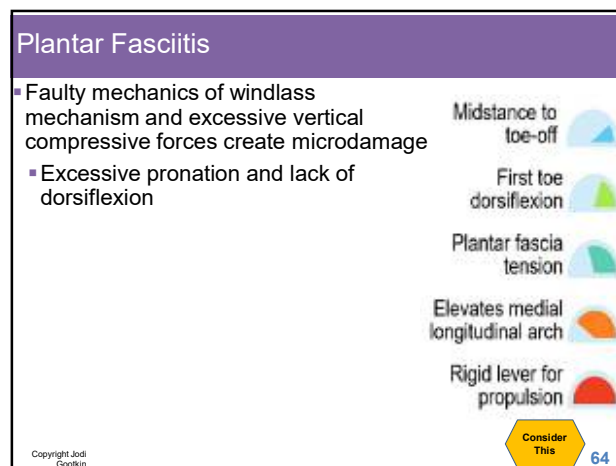 Plantar Fasciitis
Faulty mechanics of windlass
mechanism and excessive vertical
compressive forces create microdamage
Excessive pronation and lack of
dorsiflexion
Midstance to
toe-off
First toe
dorsiflexion
Plantar fascia
tension
Elevates medial
longitudinal arch
Rigid lever for
propulsion
Copyright Jodi
Gootkin
Consider
This
64